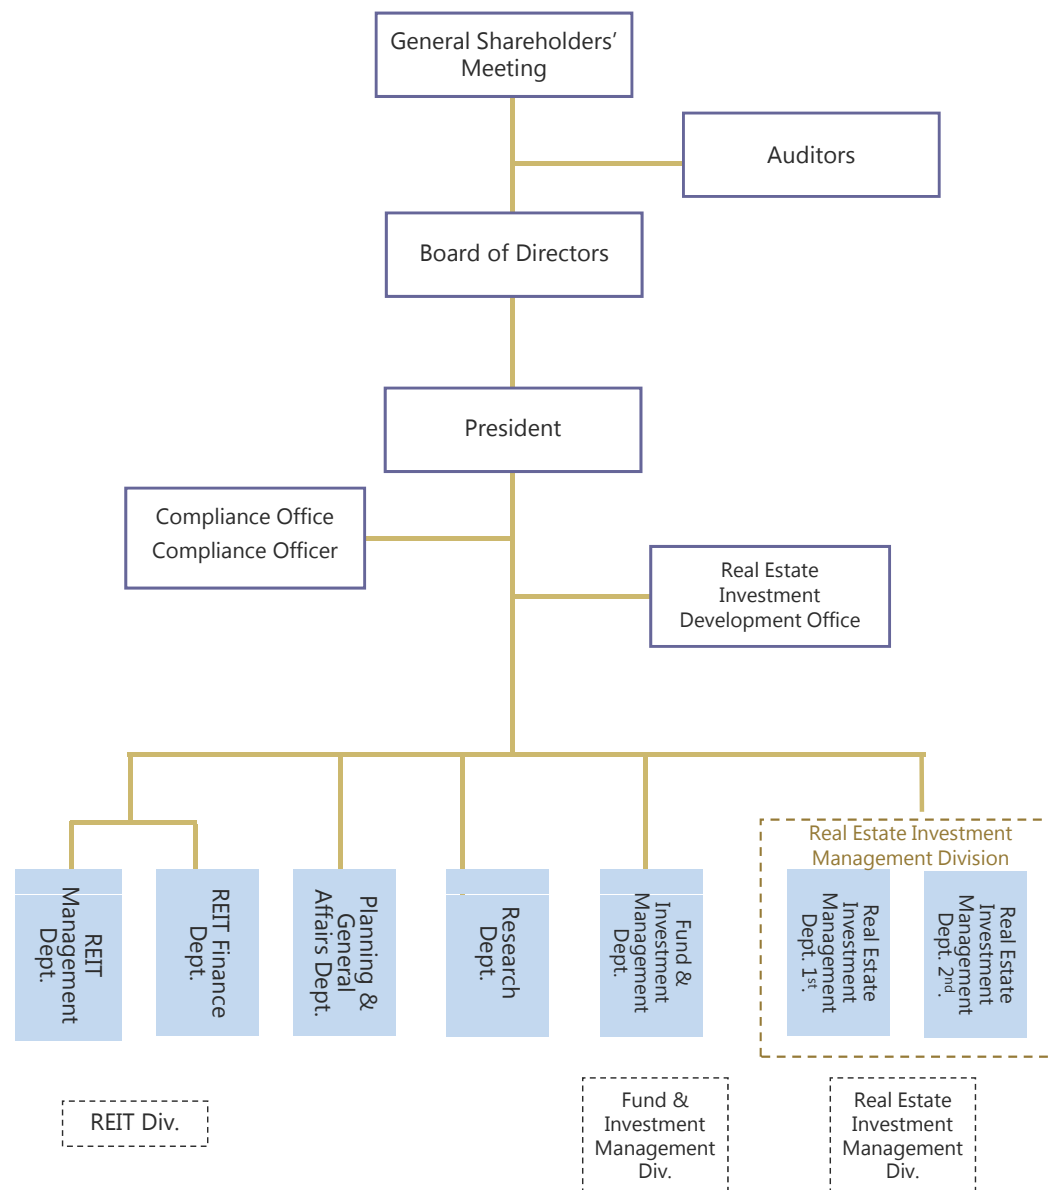 General Shareholders’
Meeting
Auditors
Board of Directors
President
Compliance Office
Compliance Officer
Real Estate
Investment
Development Office
Real Estate Investment
Management Division
REIT
Management
Dept.
REIT Finance
Dept.
Planning &
General
Affairs Dept.
Research
Dept.
Fund &
Investment
Management
Dept.
Real Estate
Investment
Management
Dept. 1st.
Real Estate
Investment
Management
Dept. 2nd.
REIT Div.
Fund &
Investment
Management
Div.
Real Estate
Investment
Management
Div.